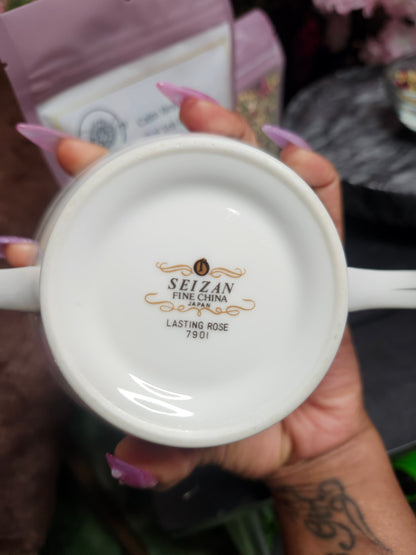 SEIZAN
FINE CHINA
JAPAN
LASTING ROSE
7901